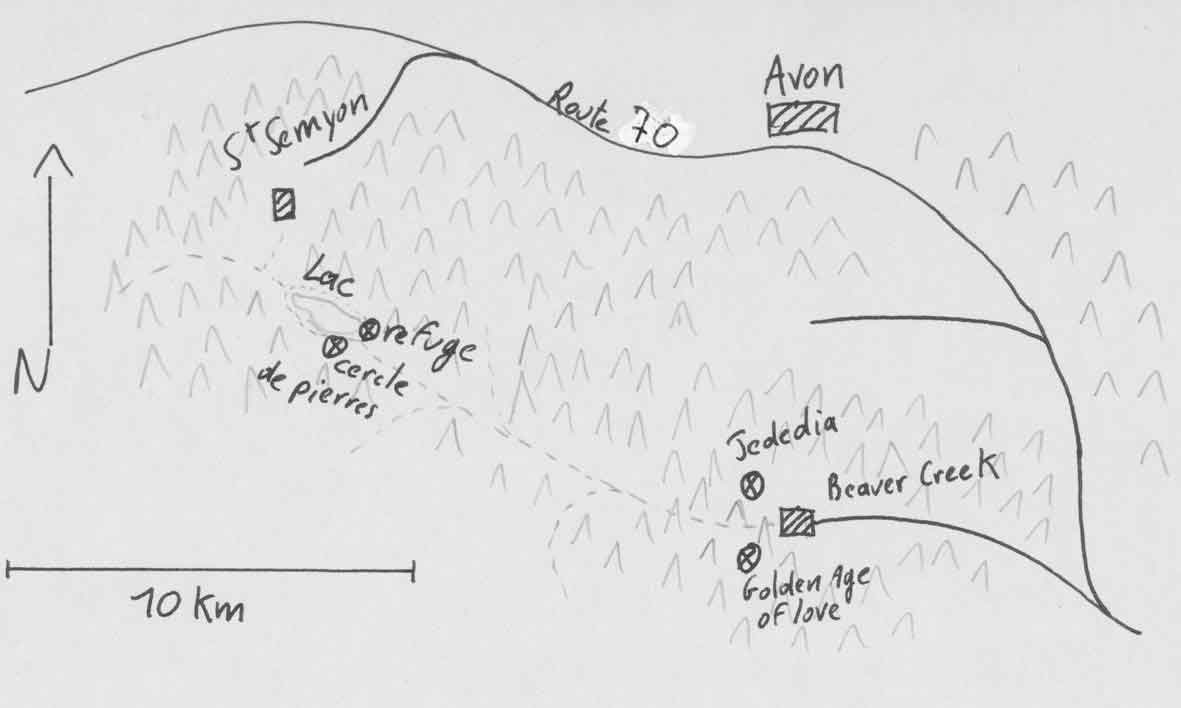 Avon
Route 70
St Semyon
Lac
refuge
cercle
de pierres
N
Jededia
Beaver Creek
Golden Age
of love
10 Km